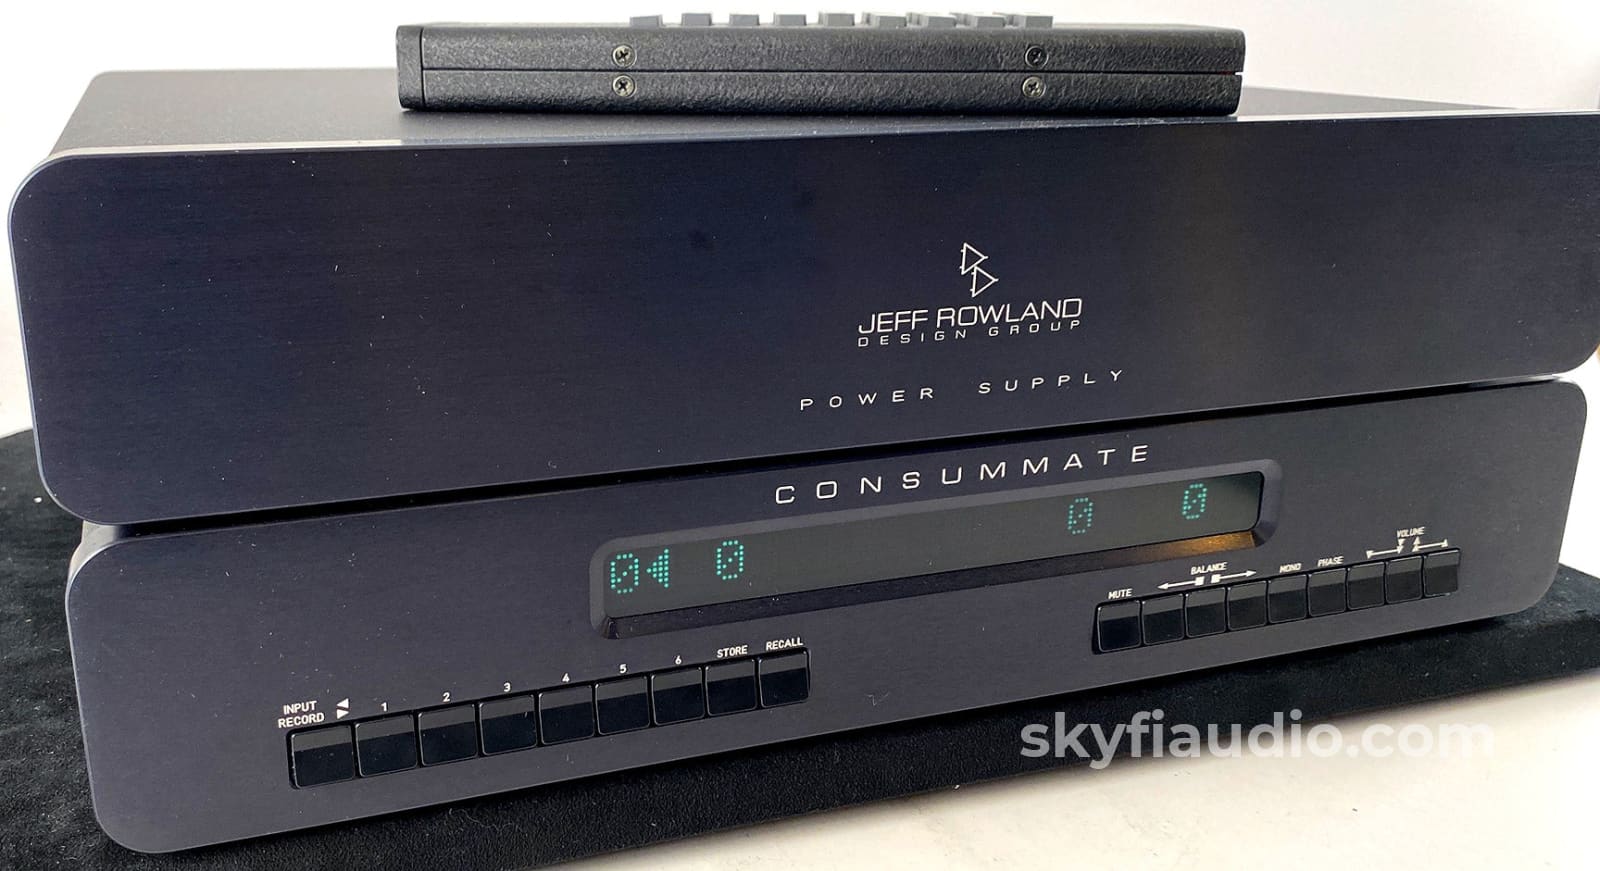 JEFF ROWLAND
DESIGN GROUP
POWER SUPPLY
CONSUMMATE
0◀ 0 0 0
INPUT ◀
RECORD ▶
1 2 3 4 5 6 STORE RECALL
MUTE BALANCE MONO PHASE VOLUME
skyfiaudio.com